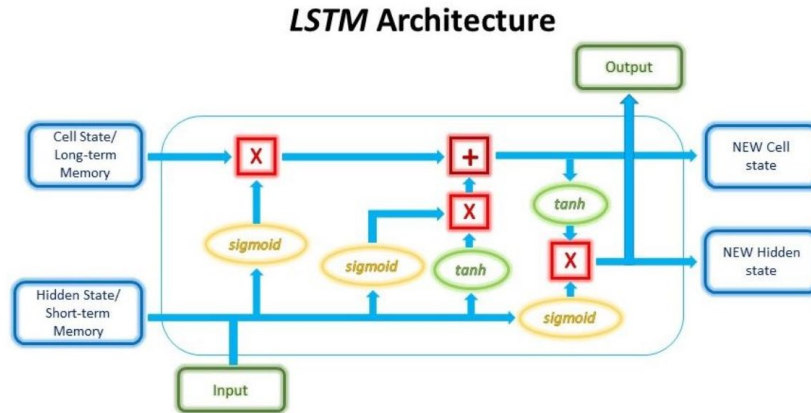 LSTM Architecture
Output
Cell State/
Long-term
Memory
X
+
NEW Cell
state
tanh
sigmoid
X
sigmoid
tanh
X
NEW Hidden
state
Hidden State/
Short-term
Memory
sigmoid
Input